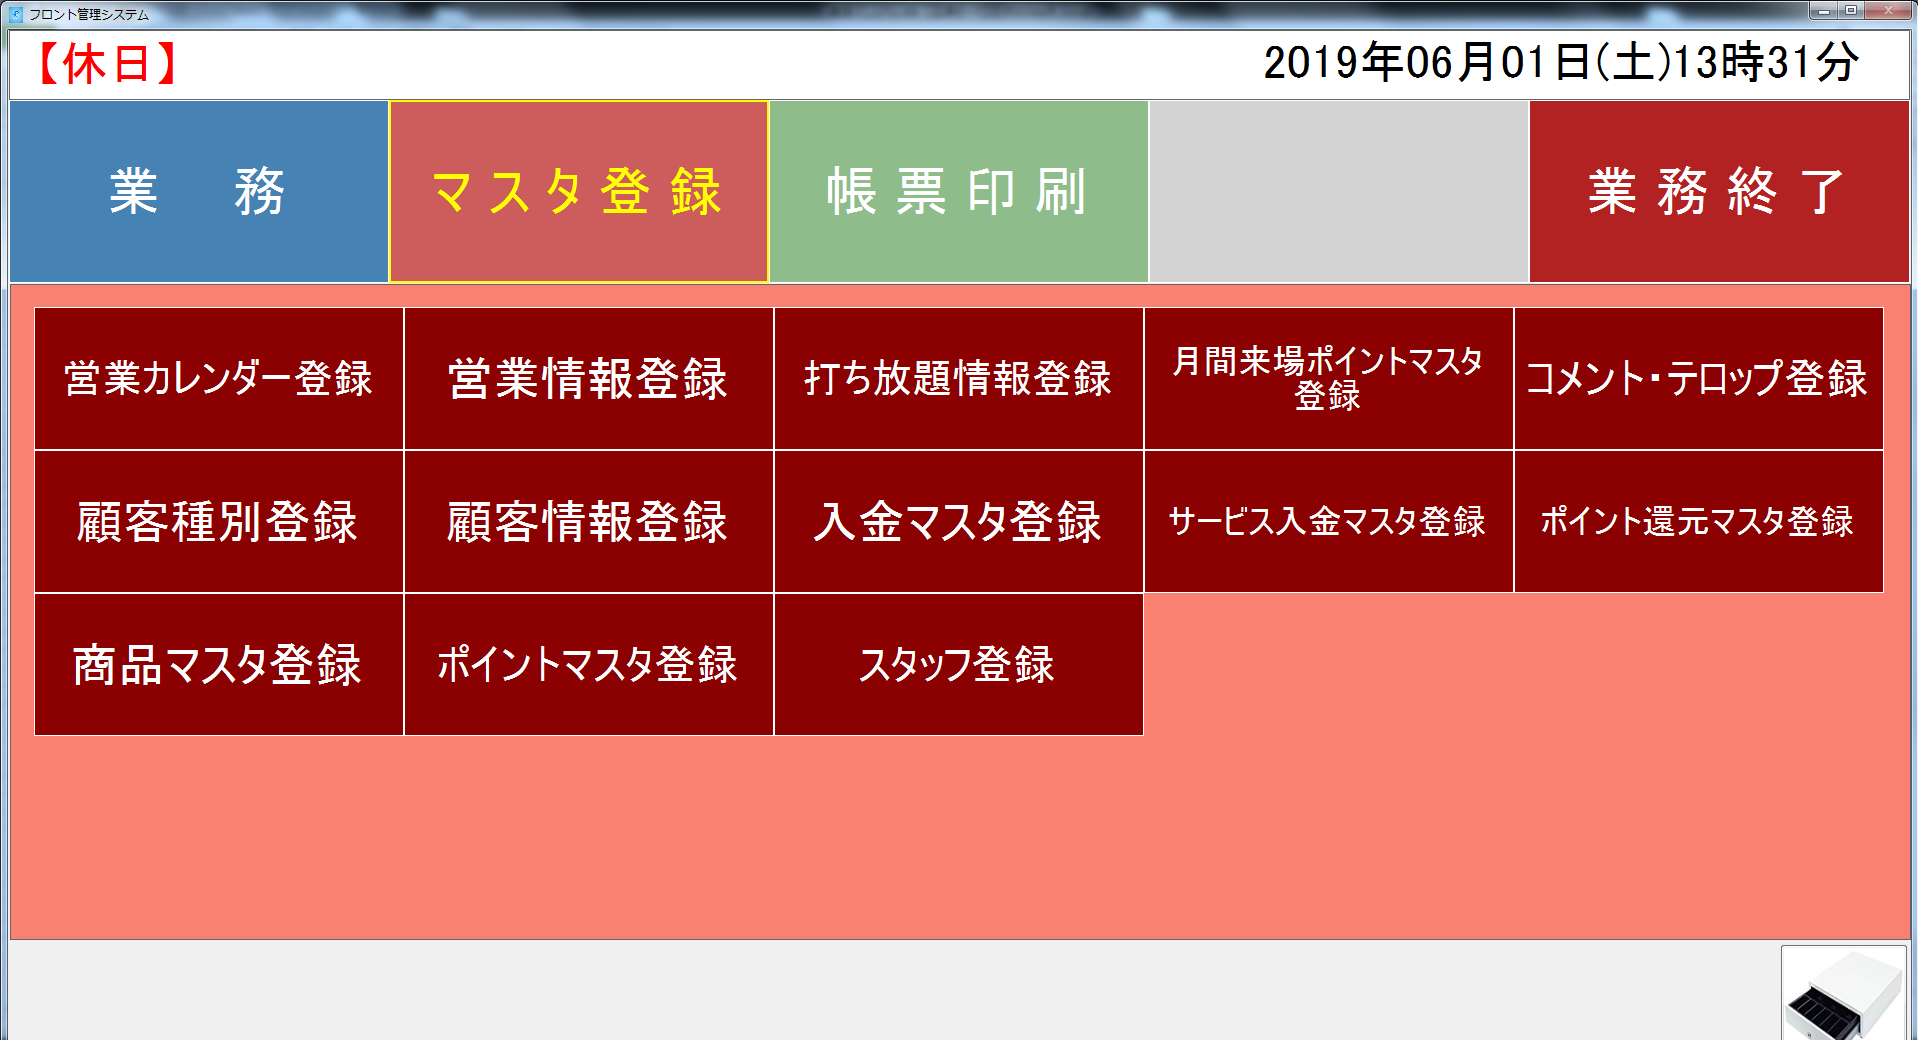 フロント管理システム
【休日】
2019年06月01日(土)13時31分
業　務
マスタ登録
帳票印刷
業務終了
営業カレンダー登録
営業情報登録
打ち放題情報登録
月間来場ポイントマスタ
登録
コメント・テロップ登録
顧客種別登録
顧客情報登録
入金マスタ登録
サービス入金マスタ登録
ポイント還元マスタ登録
商品マスタ登録
ポイントマスタ登録
スタッフ登録